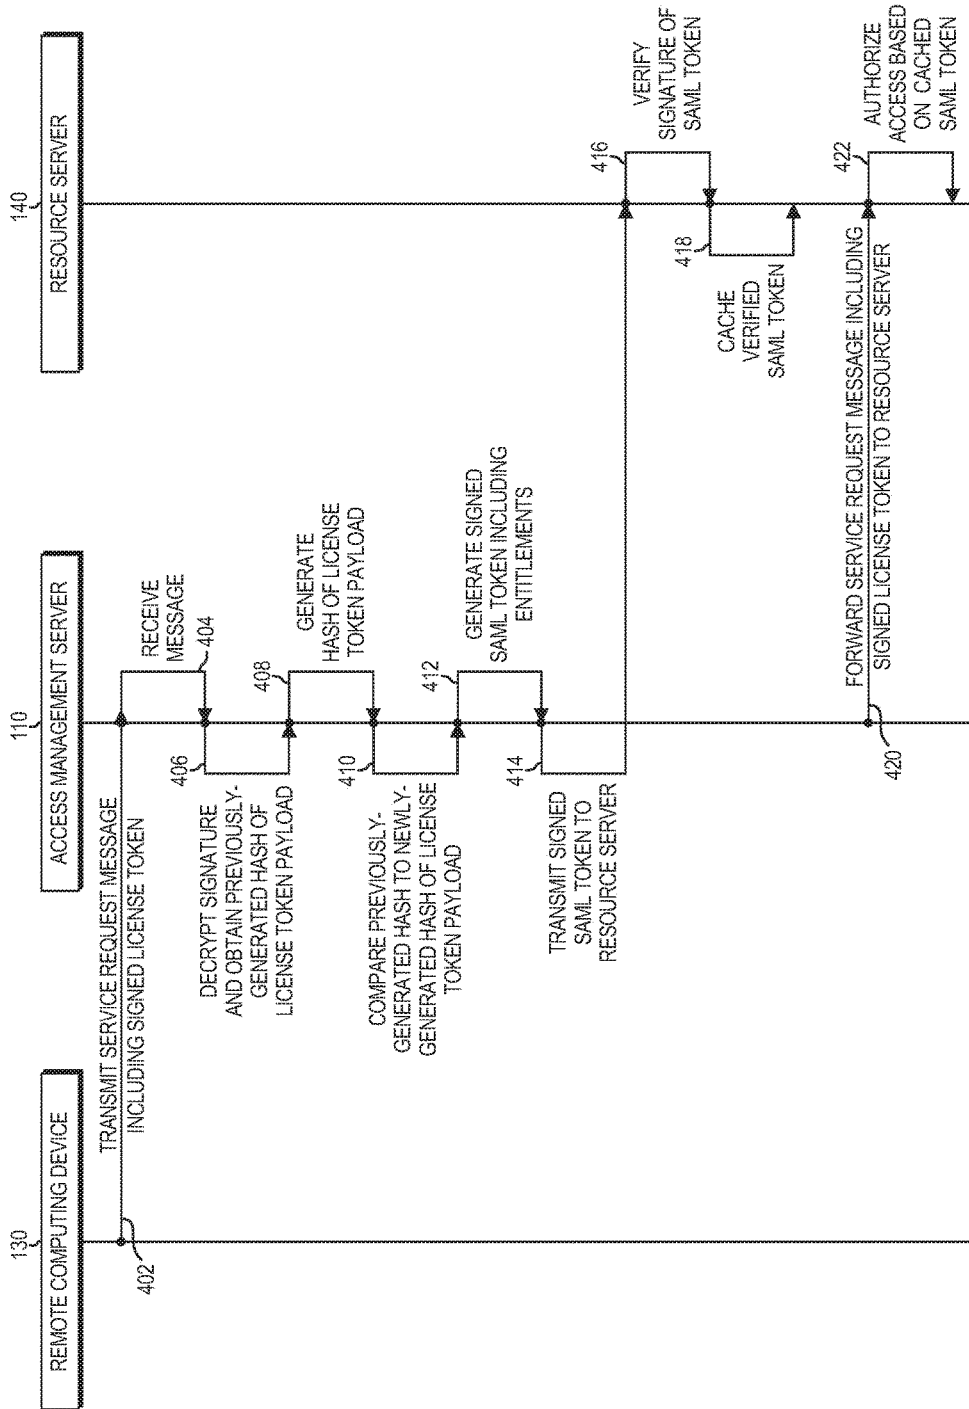 130
REMOTE COMPUTING DEVICE
110
ACCESS MANAGEMENT SERVER
140
RESOURCE SERVER
402
TRANSMIT SERVICE REQUEST MESSAGE
INCLUDING SIGNED LICENSE TOKEN
RECEIVE
MESSAGE
404
406
DECRYPT SIGNATURE
AND OBTAIN PREVIOUSLY-
GENERATED HASH OF
LICENSE TOKEN PAYLOAD
408
GENERATE
HASH OF LICENSE
TOKEN PAYLOAD
410
COMPARE PREVIOUSLY-
GENERATED HASH TO NEWLY-
GENERATED HASH OF LICENSE
TOKEN PAYLOAD
412
GENERATE SIGNED
SAML TOKEN INCLUDING
ENTITLEMENTS
414
TRANSMIT SIGNED
SAML TOKEN TO
RESOURCE SERVER
416
VERIFY
SIGNATURE OF
SAML TOKEN
418
CACHE
VERIFIED
SAML TOKEN
420
FORWARD SERVICE REQUEST MESSAGE INCLUDING
SIGNED LICENSE TOKEN TO RESOURCE SERVER
422
AUTHORIZE
ACCESS BASED
ON CACHED
SAML TOKEN